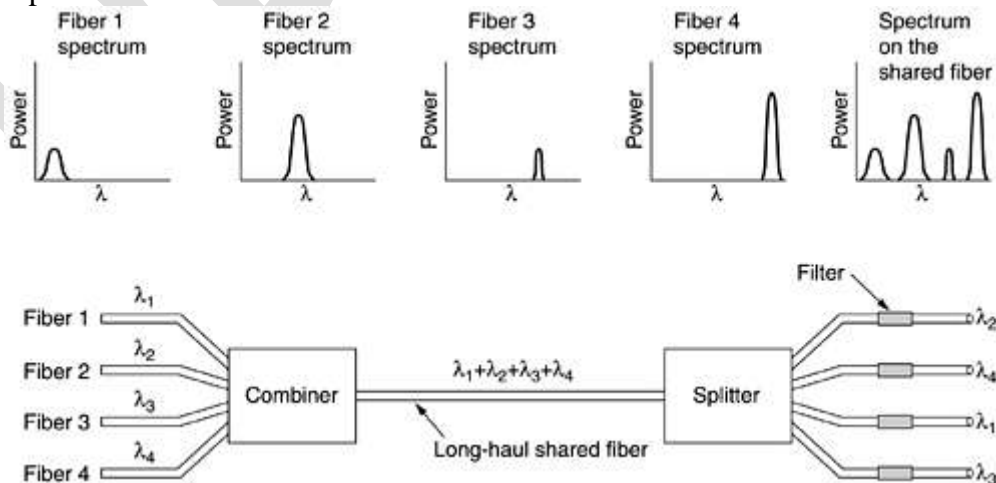 Fiber 1
spectrum
Fiber 2
spectrum
Fiber 3
spectrum
Fiber 4
spectrum
Spectrum
on the
shared fiber
Power
λ
Power
λ
Power
λ
Power
λ
Power
λ
Filter
Fiber 1
λ1
λ2
Fiber 2
λ2
λ4
Fiber 3
λ3
λ1
Fiber 4
λ4
λ3
Combiner
λ1+λ2+λ3+λ4
Splitter
Long-haul shared fiber